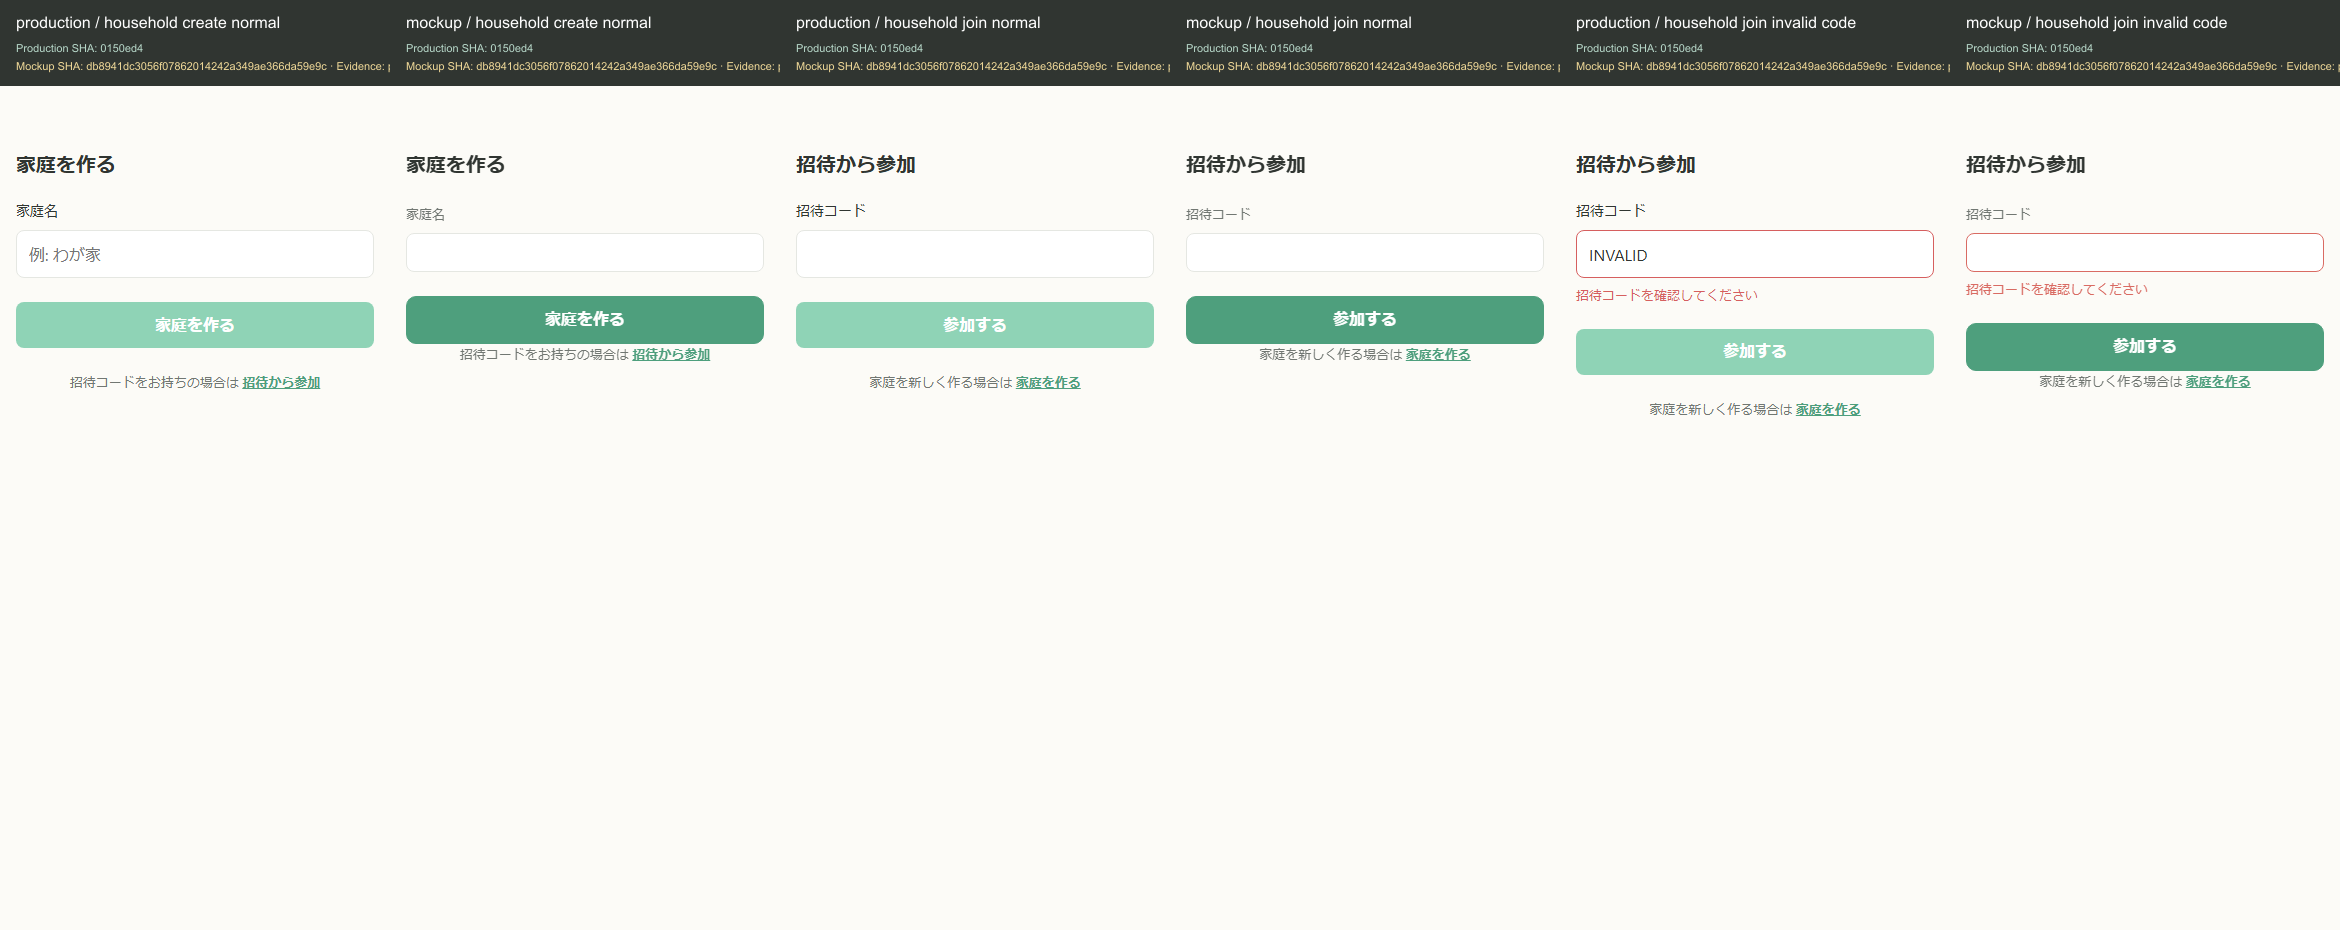 production / household create normal
Production SHA: 0150ed4
Mockup SHA: db8941dc3056f07862014242a349ae366da59e9c · Evidence:
家庭を作る
家庭名
例: わが家
家庭を作る
招待コードをお持ちの場合は 招待から参加
mockup / household create normal
Production SHA: 0150ed4
Mockup SHA: db8941dc3056f07862014242a349ae366da59e9c · Evidence:
家庭を作る
家庭名
家庭を作る
招待コードをお持ちの場合は 招待から参加
production / household join normal
Production SHA: 0150ed4
Mockup SHA: db8941dc3056f07862014242a349ae366da59e9c · Evidence:
招待から参加
招待コード
参加する
家庭を新しく作る場合は 家庭を作る
mockup / household join normal
Production SHA: 0150ed4
Mockup SHA: db8941dc3056f07862014242a349ae366da59e9c · Evidence:
招待から参加
招待コード
参加する
家庭を新しく作る場合は 家庭を作る
production / household join invalid code
Production SHA: 0150ed4
Mockup SHA: db8941dc3056f07862014242a349ae366da59e9c · Evidence:
招待から参加
招待コード
INVALID
招待コードを確認してください
参加する
家庭を新しく作る場合は 家庭を作る
mockup / household join invalid code
Production SHA: 0150ed4
Mockup SHA: db8941dc3056f07862014242a349ae366da59e9c · Evidence:
招待から参加
招待コード
招待コードを確認してください
参加する
家庭を新しく作る場合は 家庭を作る